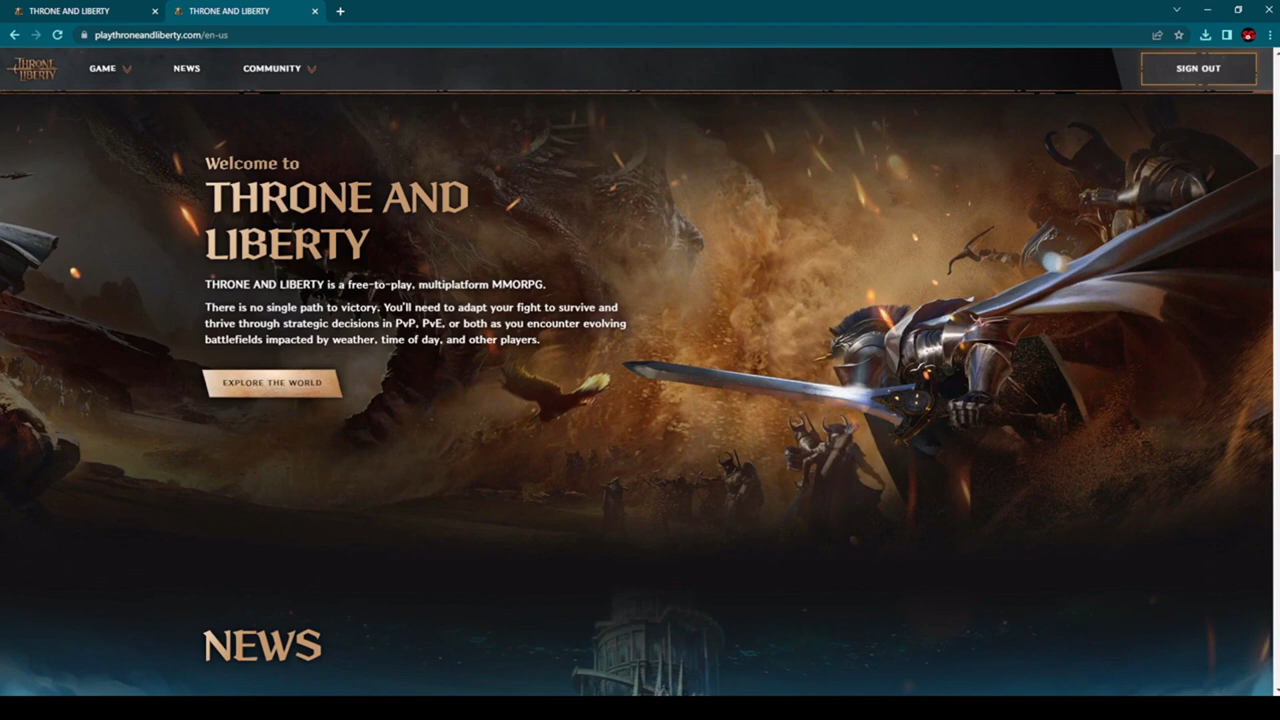 THRONE AND LIBERTY
THRONE AND LIBERTY
playthroneandliberty.com/en-us
THRONE AND LIBERTY
GAME
NEWS
COMMUNITY
SIGN OUT
Welcome to
THRONE AND
LIBERTY
THRONE AND LIBERTY is a free-to-play, multiplatform MMORPG.
There is no single path to victory. You'll need to adapt your fight to survive and
thrive through strategic decisions in PvP, PvE, or both as you encounter evolving
battlefields impacted by weather, time of day, and other players.
EXPLORE THE WORLD
NEWS